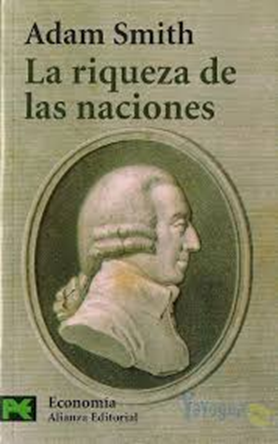 Adam Smith
La riqueza de
las naciones
Economía
Alianza Editorial